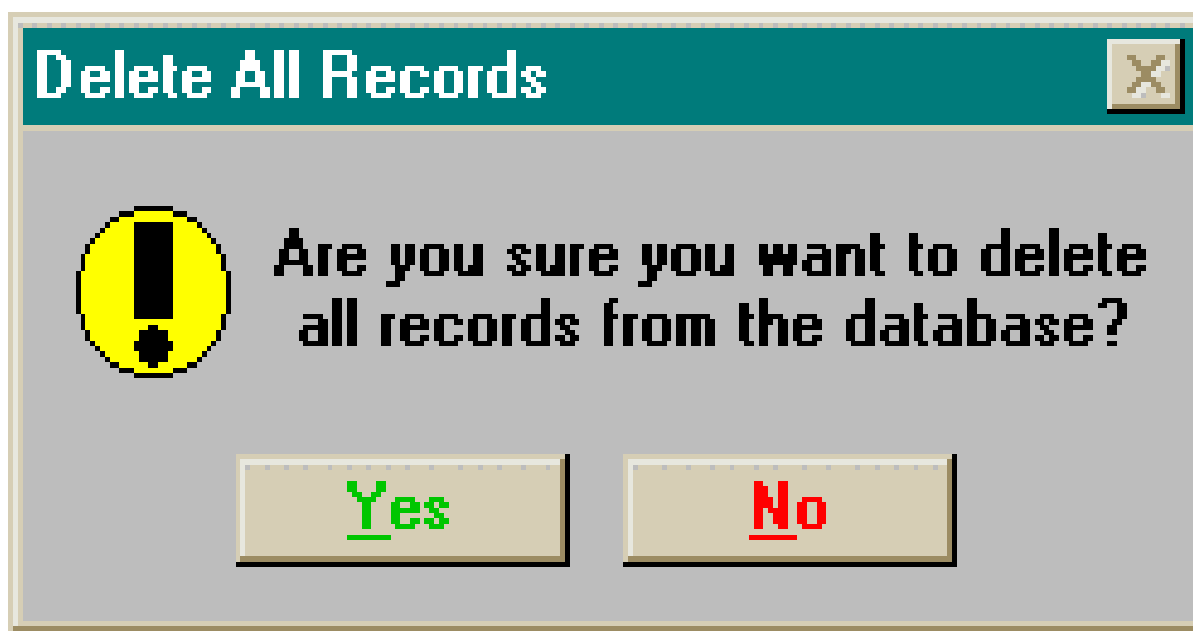 Delete All Records
Are you sure you want to delete
all records from the database?
Yes
No